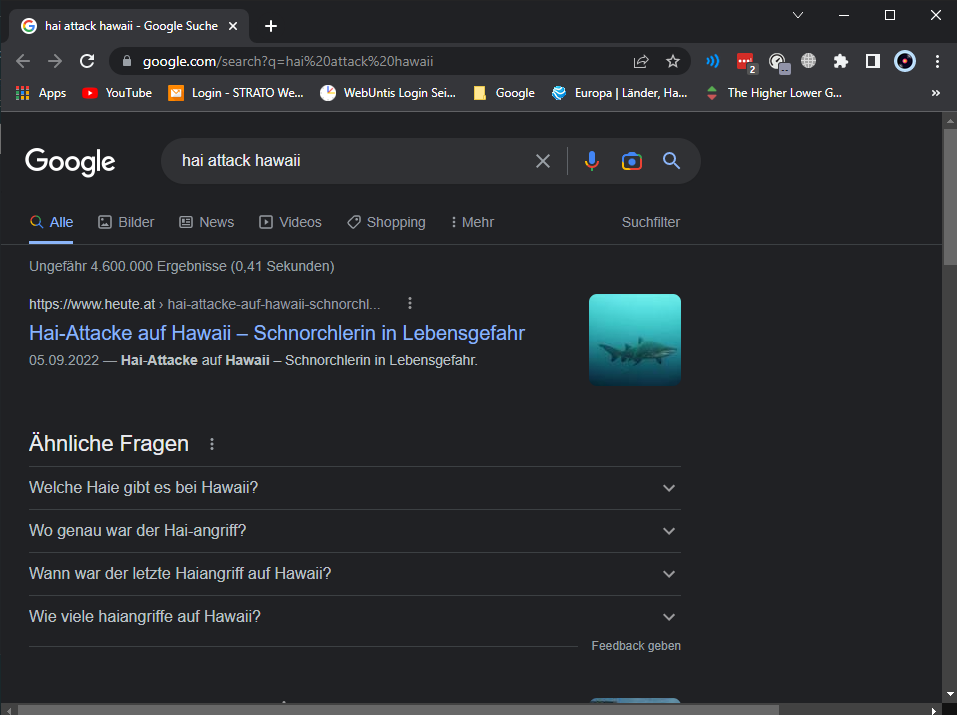 hai attack hawaii - Google Suche
google.com/search?q=hai%20attack%20hawaii
2
Apps YouTube Login - STRATO We... WebUntis Login Sei... Google Europa | Länder, Ha... The Higher Lower G... »
Google hai attack hawaii
Alle Bilder News Videos Shopping Mehr Suchfilter
Ungefähr 4.600.000 Ergebnisse (0,41 Sekunden)
https://www.heute.at › hai-attacke-auf-hawaii-schnorchl...
Hai-Attacke auf Hawaii – Schnorchlerin in Lebensgefahr
05.09.2022 — Hai-Attacke auf Hawaii – Schnorchlerin in Lebensgefahr.
Ähnliche Fragen
Welche Haie gibt es bei Hawaii?
Wo genau war der Hai-angriff?
Wann war der letzte Haiangriff auf Hawaii?
Wie viele haiangriffe auf Hawaii?
Feedback geben